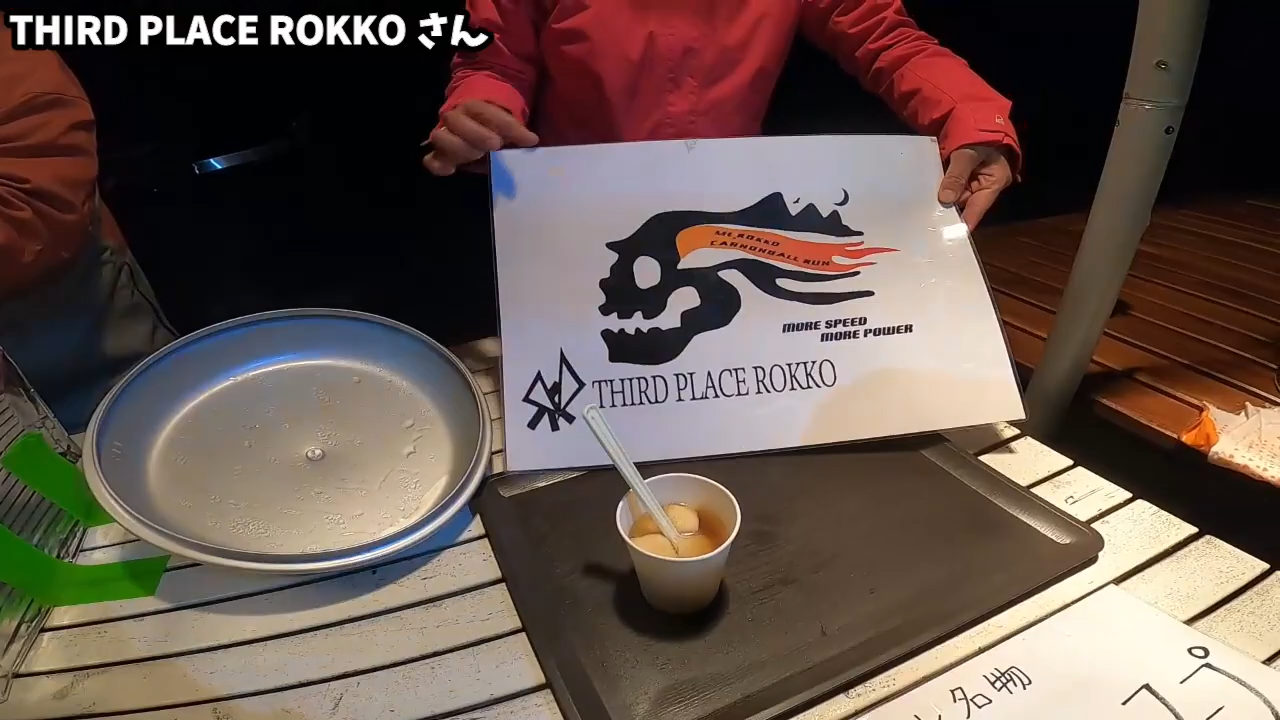 THIRD PLACE ROKKO さん
Mt.ROKKO
CANNONBALL RUN
MORE SPEED
MORE POWER
THIRD PLACE ROKKO
名物